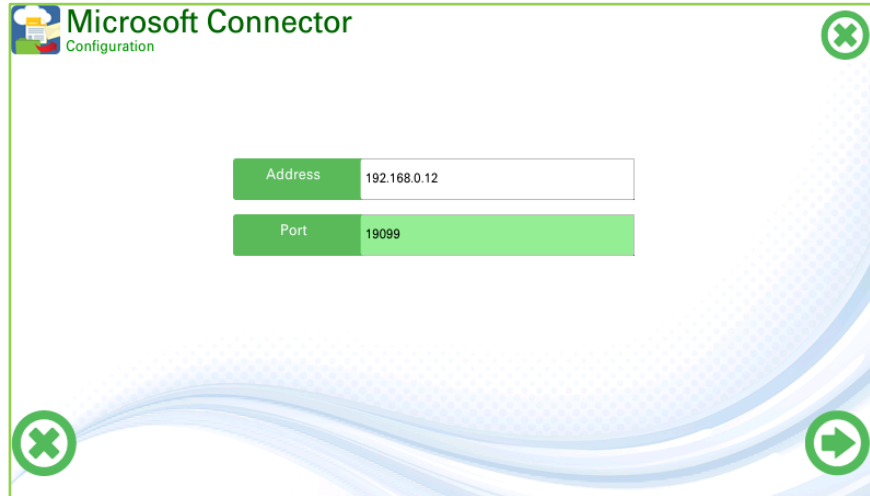 Microsoft Connector
Configuration
Address
192.168.0.12
Port
19099